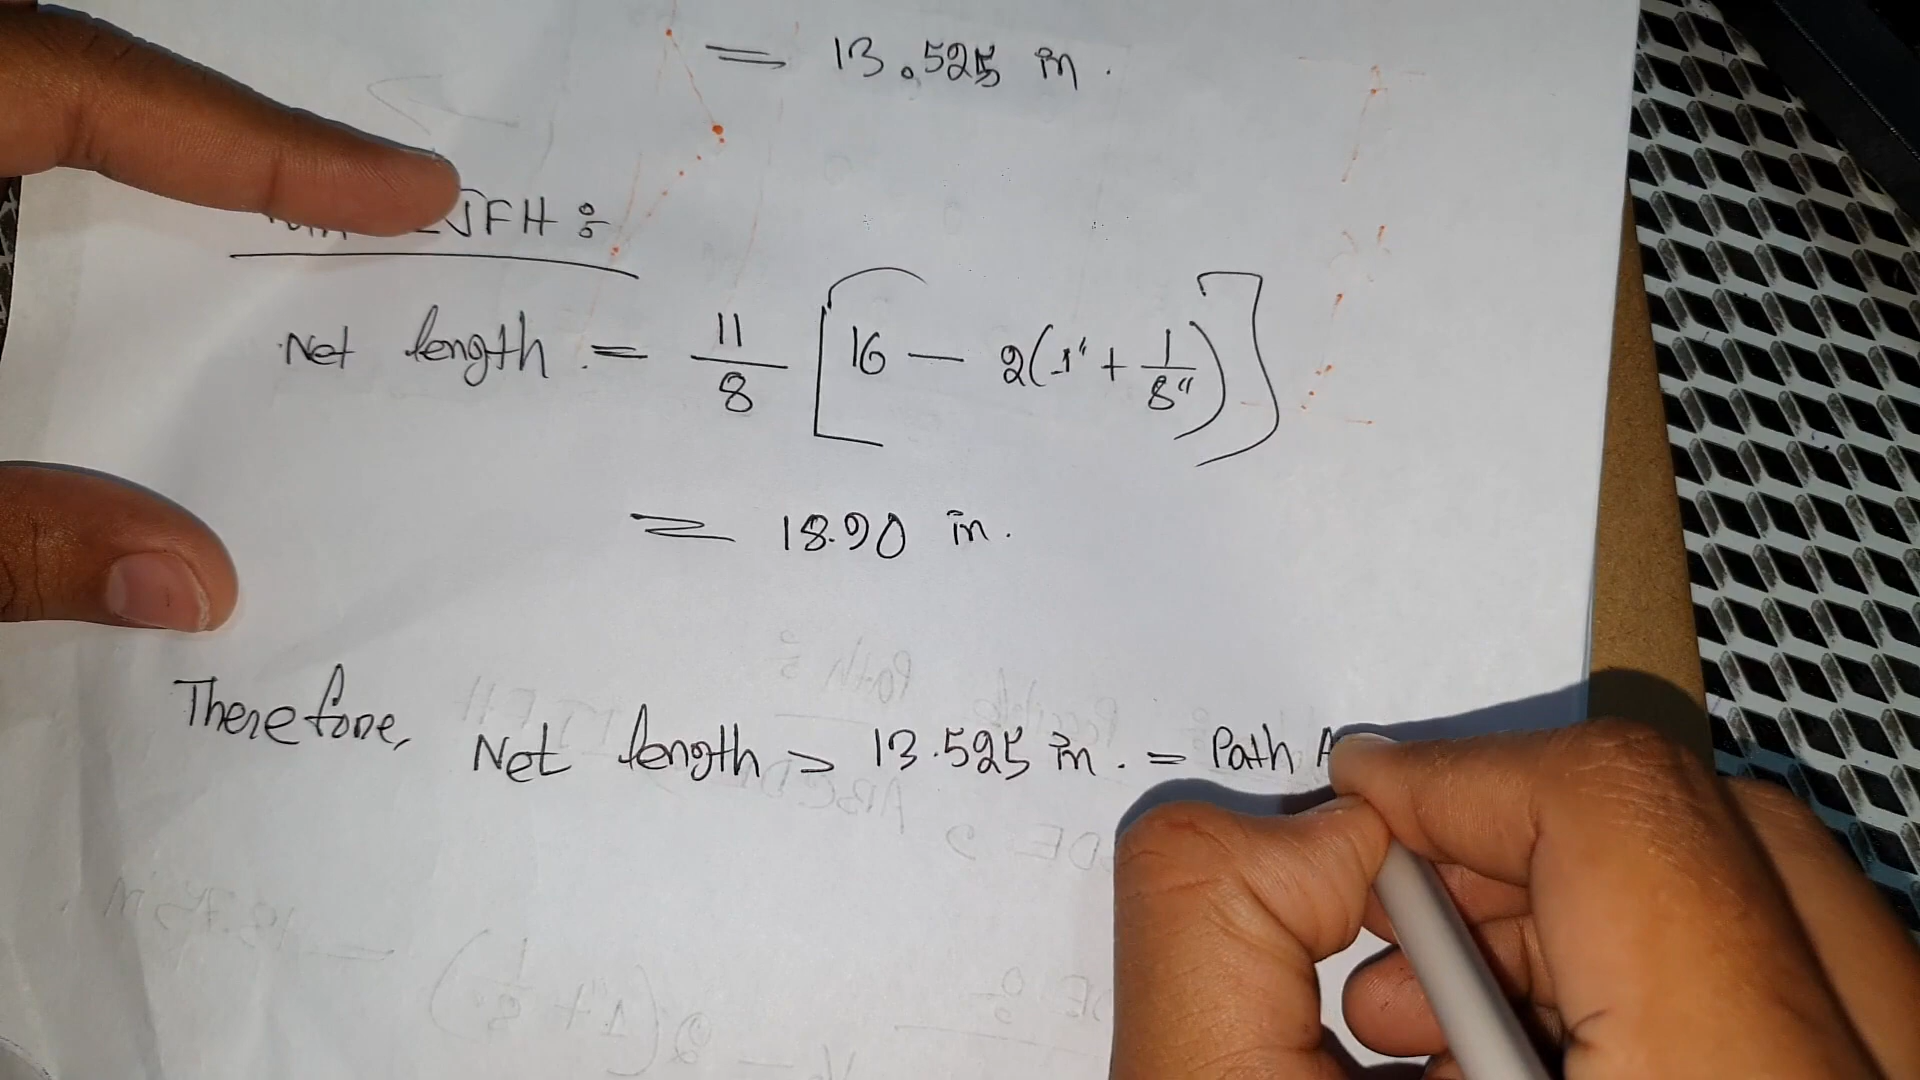 = 13.525 in.
JFH :
Net length = 11/8 [16 - 2(1" + 1/8")]
= 18.90 in.
Therefore,
Net length = 13.525 in. = Path A